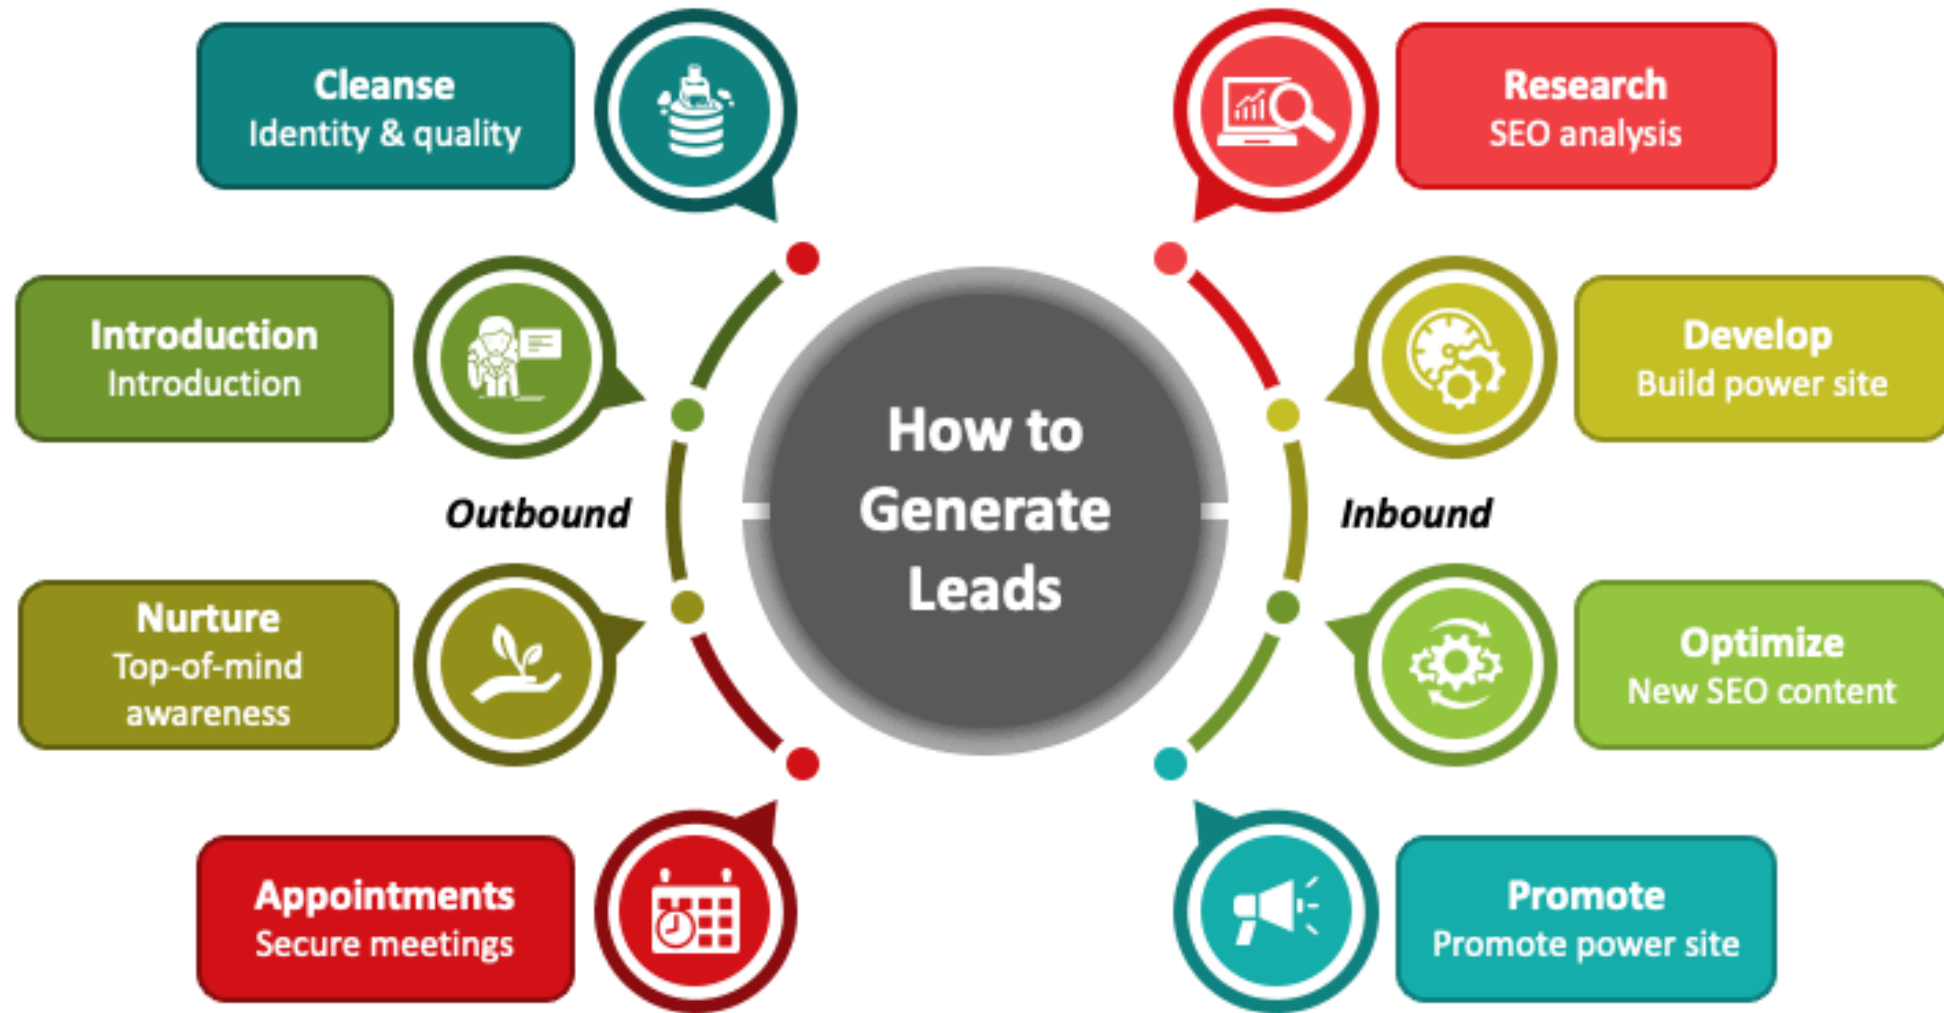 Cleanse
Identity & quality
Introduction
Introduction
Outbound
Nurture
Top-of-mind
awareness
Appointments
Secure meetings
How to
Generate
Leads
Research
SEO analysis
Develop
Build power site
Inbound
Optimize
New SEO content
Promote
Promote power site